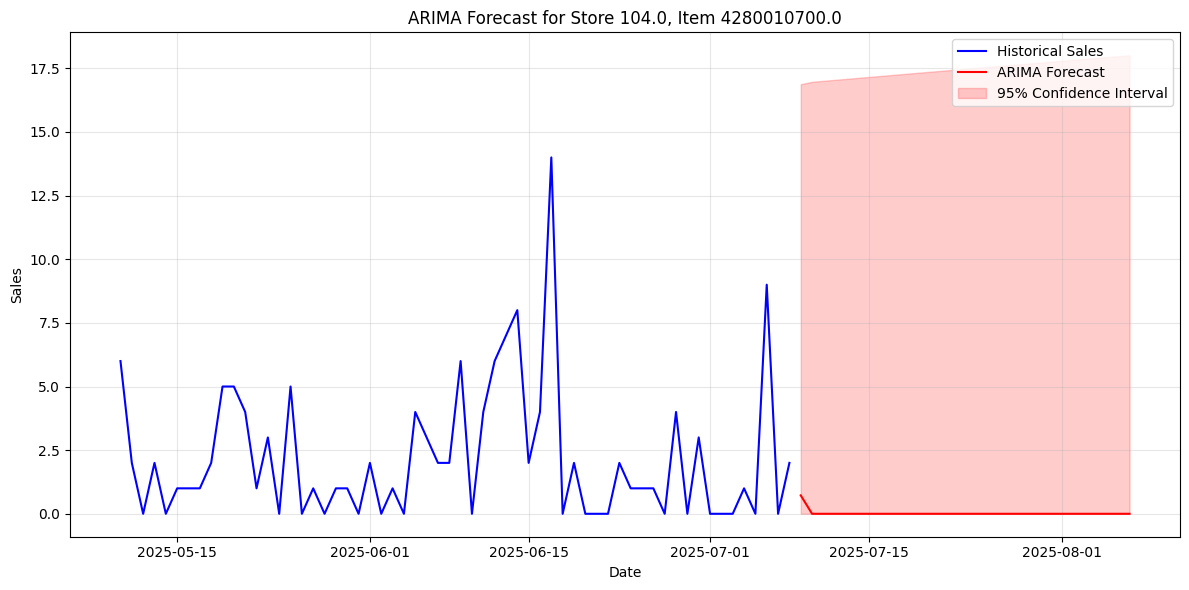 ARIMA Forecast for Store 104.0, Item 4280010700.0
Historical Sales
ARIMA Forecast
95% Confidence Interval
Sales
17.5
15.0
12.5
10.0
7.5
5.0
2.5
0.0
2025-05-15
2025-06-01
2025-06-15
2025-07-01
2025-07-15
2025-08-01
Date